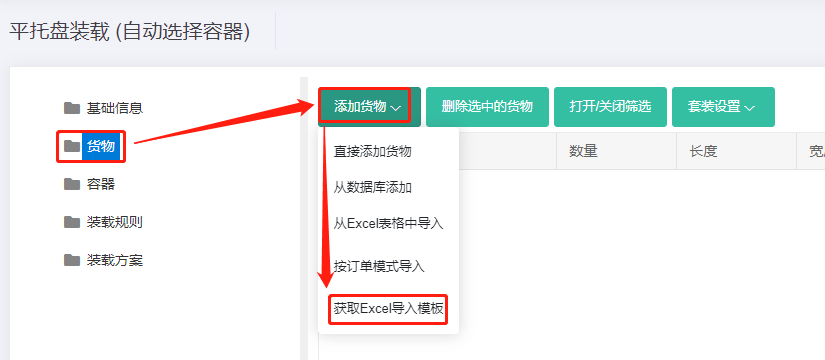 平托盘装载 (自动选择容器)
基础信息
货物
容器
装载规则
装载方案
添加货物
删除选中的货物
打开/关闭筛选
套装设置
直接添加货物
从数据库添加
从Excel表格中导入
按订单模式导入
获取Excel导入模板
数量
长度